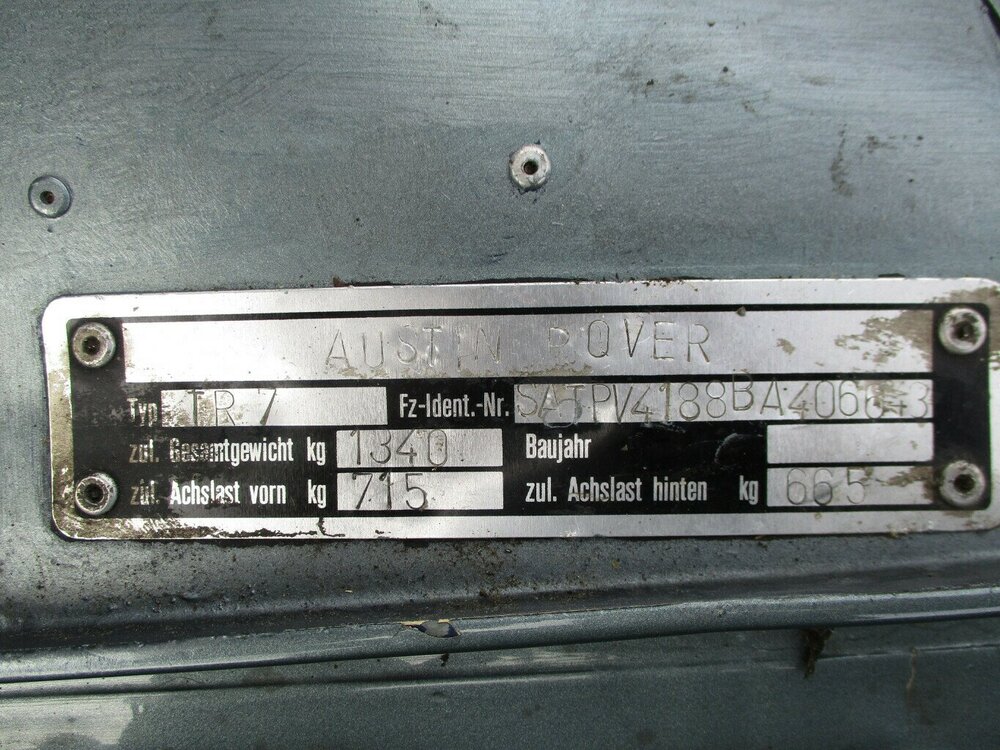 AUSTIN ROVER
Typ TR 7 Fz-Ident.-Nr. SATPV4188BA406643
zul. Gesamtgewicht kg 1340 Baujahr
zul. Achslast vorn kg 715 zul. Achslast hinten kg 665